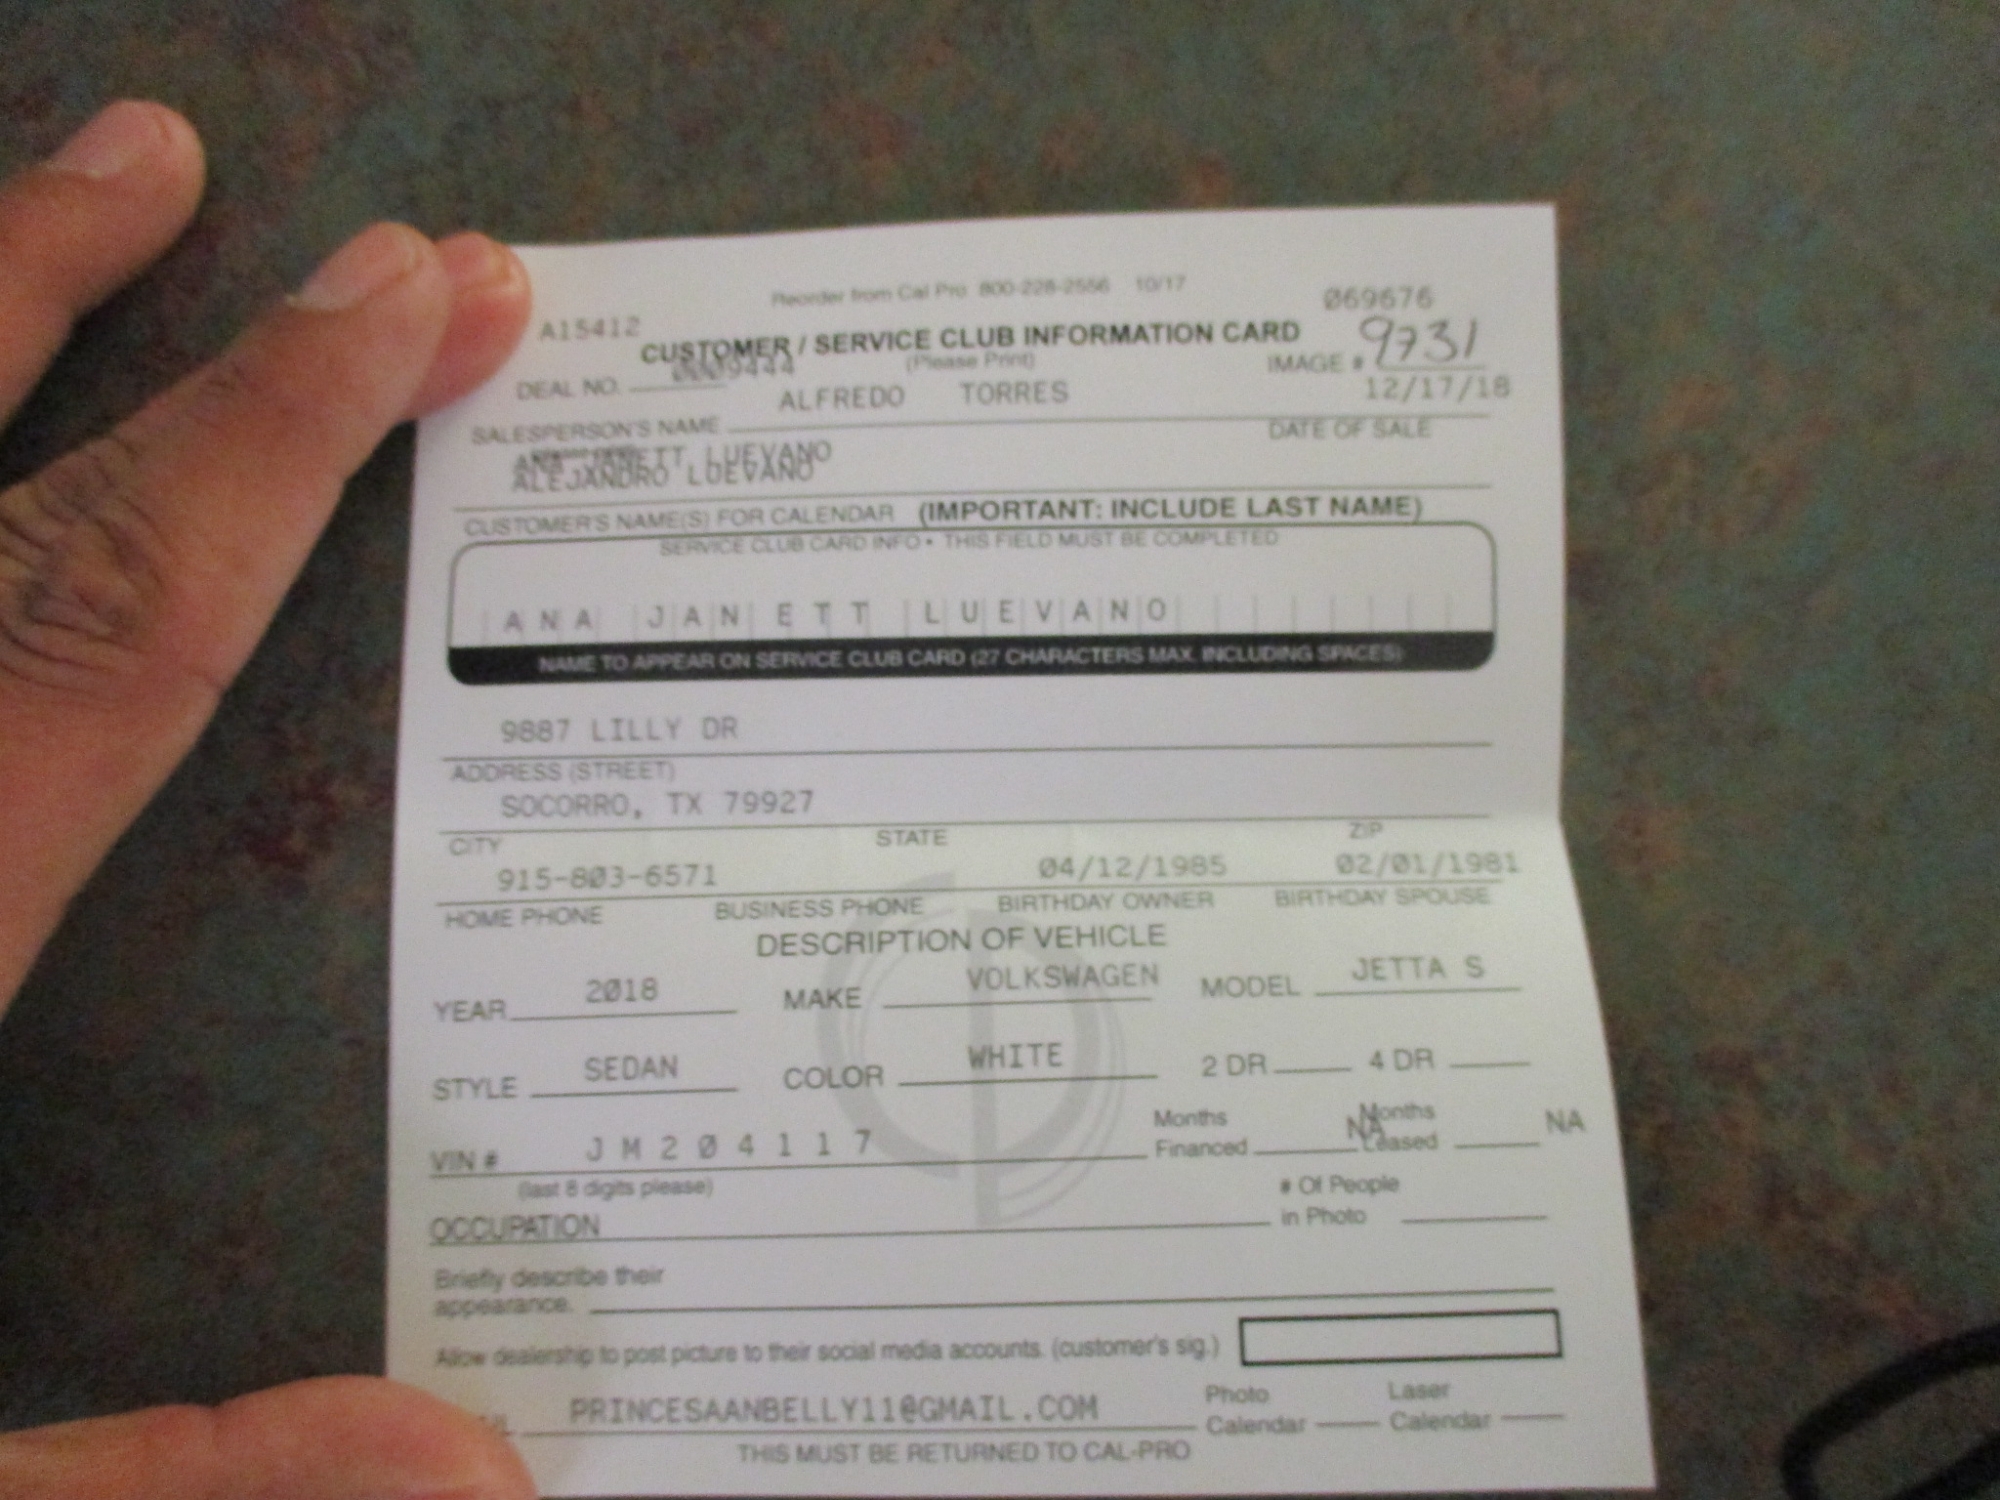 Reorder from Cal Pro 800-228-2556 10/17
A15412 069676
CUSTOMER / SERVICE CLUB INFORMATION CARD
(Please Print)
DEAL NO. 0009444 IMAGE # 9731
ALFREDO TORRES 12/17/18
SALESPERSON'S NAME DATE OF SALE
ANA JANETT LUEVANO
ALEJANDRO LUEVANO
CUSTOMER'S NAME(S) FOR CALENDAR (IMPORTANT: INCLUDE LAST NAME)
SERVICE CLUB CARD INFO • THIS FIELD MUST BE COMPLETED
ANA JANETT LUEVANO
NAME TO APPEAR ON SERVICE CLUB CARD (27 CHARACTERS MAX. INCLUDING SPACES)
9887 LILLY DR
ADDRESS (STREET)
SOCORRO, TX 79927
CITY STATE ZIP
915-803-6571 04/12/1985 02/01/1981
HOME PHONE BUSINESS PHONE BIRTHDAY OWNER BIRTHDAY SPOUSE
DESCRIPTION OF VEHICLE
YEAR 2018 MAKE VOLKSWAGEN MODEL JETTA S
STYLE SEDAN COLOR WHITE 2 DR 4 DR
VIN # JM204117 Months Financed NA Months Leased NA
(last 8 digits please)
OCCUPATION # Of People in Photo
Briefly describe their
appearance.
Allow dealership to post picture to their social media accounts. (customer's sig.)
PRINCESAANBELLY11@GMAIL.COM Photo Calendar Laser Calendar
THIS MUST BE RETURNED TO CAL-PRO